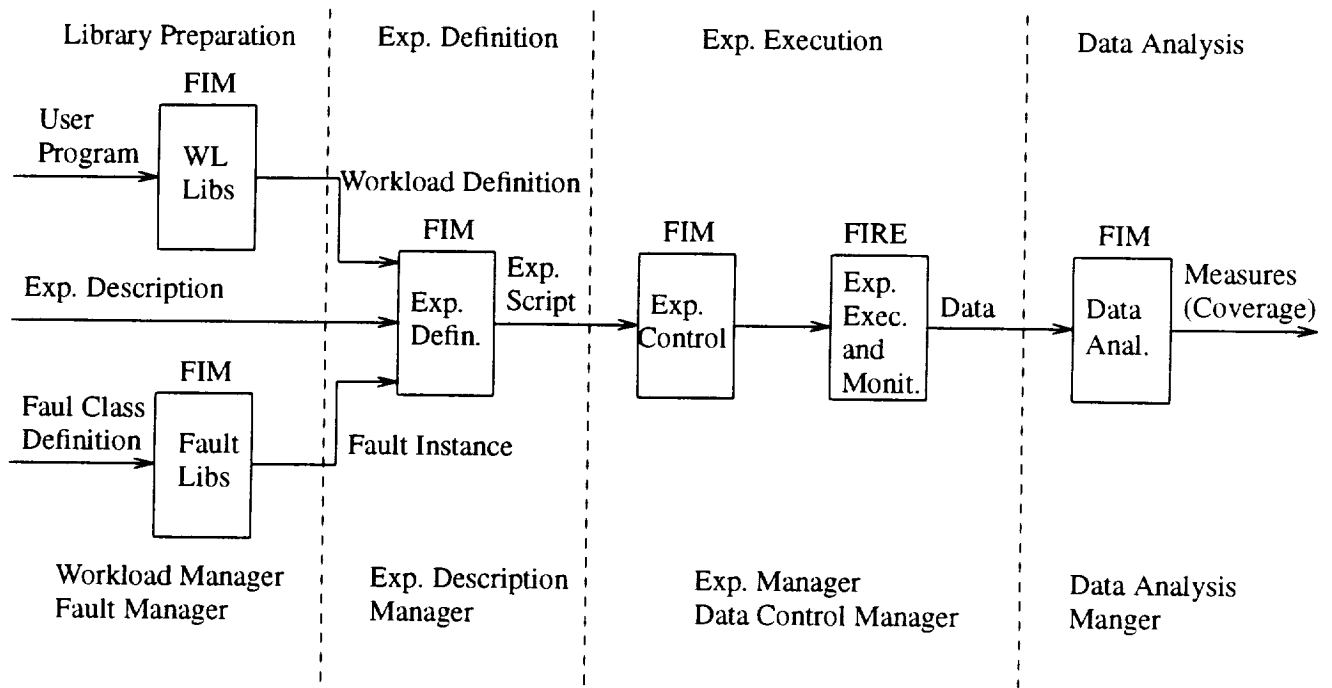 Library Preparation
Exp. Definition
Exp. Execution
Data Analysis
FIM
User
Program
WL
Libs
Workload Definition
FIM
Exp.
Defin.
Exp. Description
Exp.
Script
FIM
Exp.
Control
FIRE
Exp.
Exec.
and
Monit.
Data
FIM
Data
Anal.
Measures
(Coverage)
FIM
Faul Class
Definition
Fault
Libs
Fault Instance
Workload Manager
Fault Manager
Exp. Description
Manager
Exp. Manager
Data Control Manager
Data Analysis
Manger